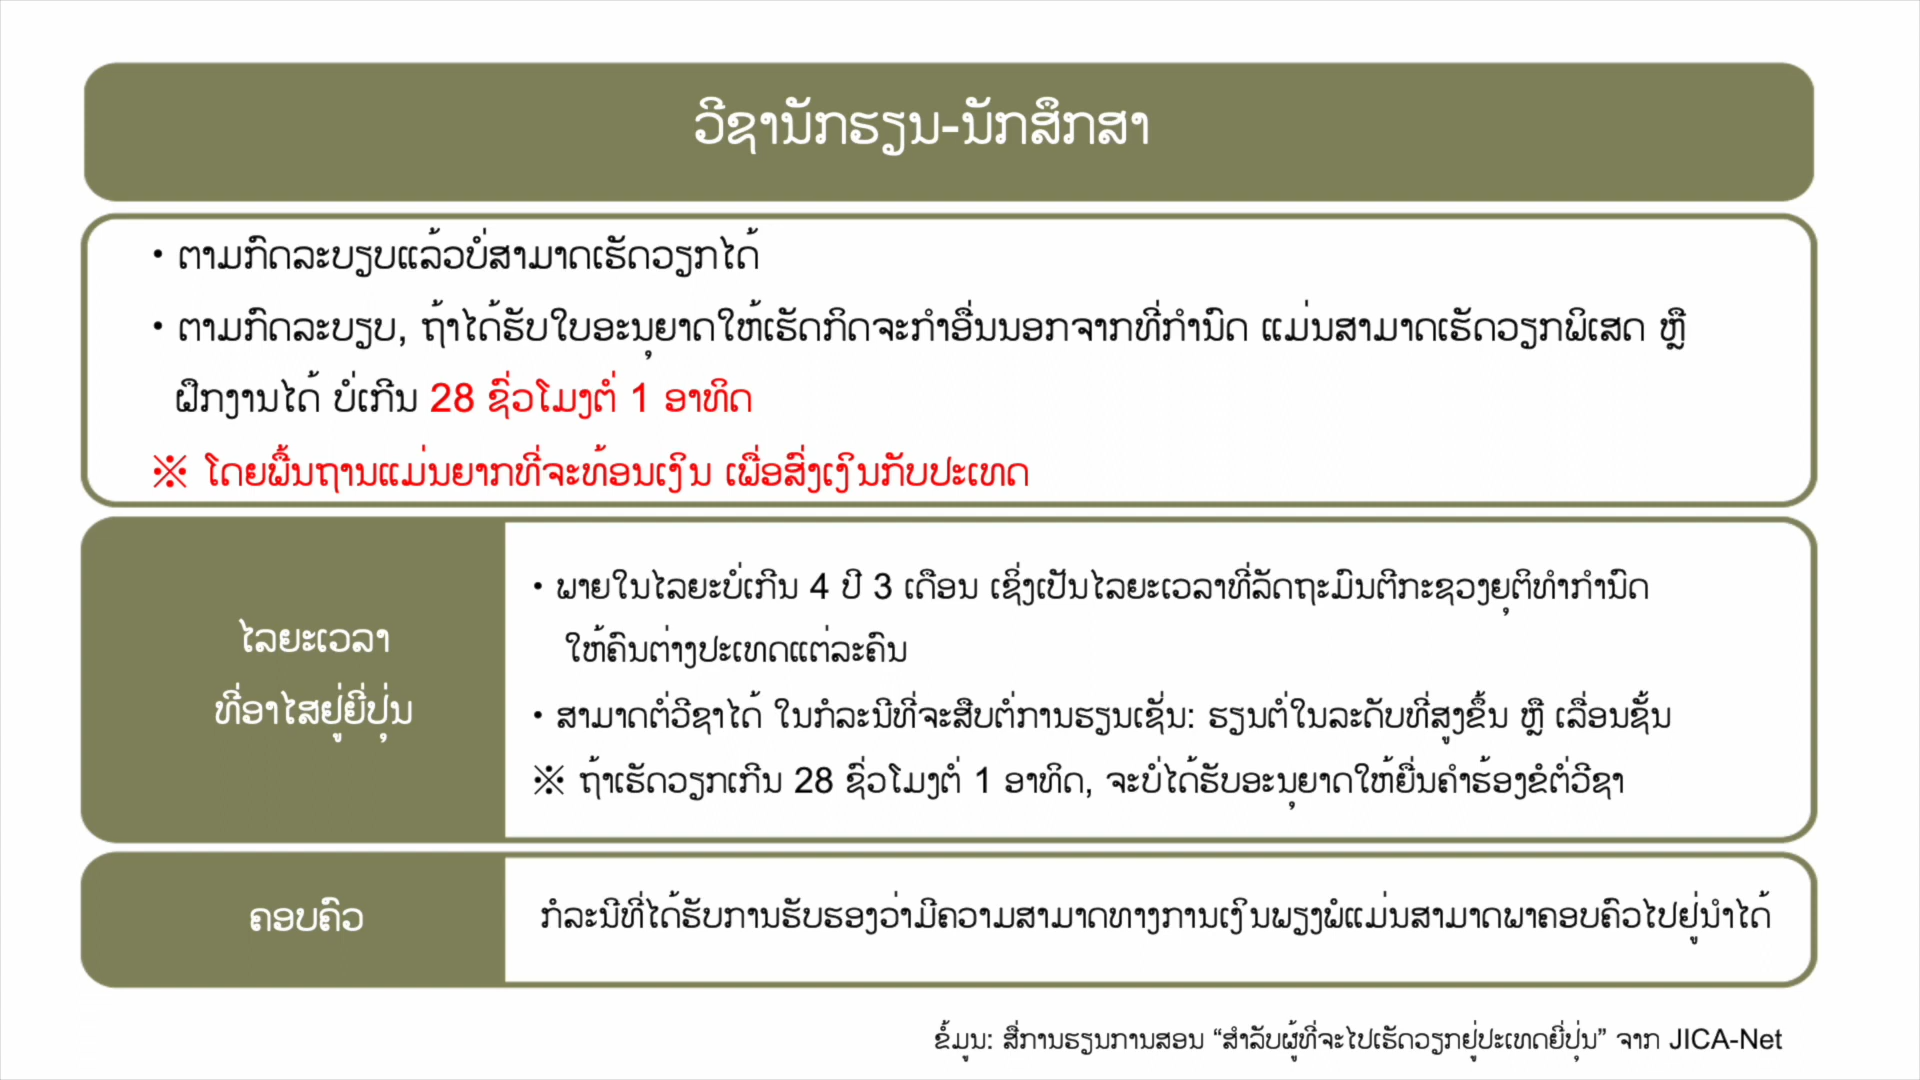 ວີຊານັກຮຽນ-ນັກສຶກສາ
• ຕາມກົດລະບຽບແລ້ວບໍ່ສາມາດເຮັດວຽກໄດ້
• ຕາມກົດລະບຽບ, ຖ້າໄດ້ຮັບໃບອະນຸຍາດໃຫ້ເຮັດກິດຈະກຳອື່ນນອກຈາກທີ່ກຳນົດ ແມ່ນສາມາດເຮັດວຽກພິເສດ ຫຼື
ຝືກງານໄດ້ ບໍ່ເກີນ 28 ຊົ່ວໂມງຕໍ່ 1 ອາທິດ
※ ໂດຍພື້ນຖານແມ່ນຍາກທີ່ຈະທ້ອນເງິນ ເພື່ອສົ່ງເງິນກັບປະເທດ
ໄລຍະເວລາ
ທີ່ອາໄສຢູ່ຍີ່ປຸ່ນ
• ພາຍໃນໄລຍະບໍ່ເກີນ 4 ປີ 3 ເດືອນ ເຊິ່ງເປັນໄລຍະເວລາທີ່ລັດຖະມົນຕີກະຊວງຍຸຕິທຳກຳນົດ
ໃຫ້ຄົນຕ່າງປະເທດແຕ່ລະຄົນ
• ສາມາດຕໍ່ວີຊາໄດ້ ໃນກໍລະນີທີ່ຈະສືບຕໍ່ການຮຽນເຊັ່ນ: ຮຽນຕໍ່ໃນລະດັບທີ່ສູງຂຶ້ນ ຫຼື ເລື່ອນຊັ້ນ
※ ຖ້າເຮັດວຽກເກີນ 28 ຊົ່ວໂມງຕໍ່ 1 ອາທິດ, ຈະບໍ່ໄດ້ຮັບອະນຸຍາດໃຫ້ຍື່ນຄຳຮ້ອງຂໍຕໍ່ວີຊາ
ຄອບຄົວ
ກໍລະນີທີ່ໄດ້ຮັບການຮັບຮອງວ່າມີຄວາມສາມາດທາງການເງິນພຽງພໍແມ່ນສາມາດພາຄອບຄົວໄປຢູ່ນຳໄດ້
ຂໍ້ມູນ: ສື່ການຮຽນການສອນ “ສຳລັບຜູ້ທີ່ຈະໄປເຮັດວຽກຢູ່ປະເທດຍີ່ປຸ່ນ” ຈາກ JICA-Net